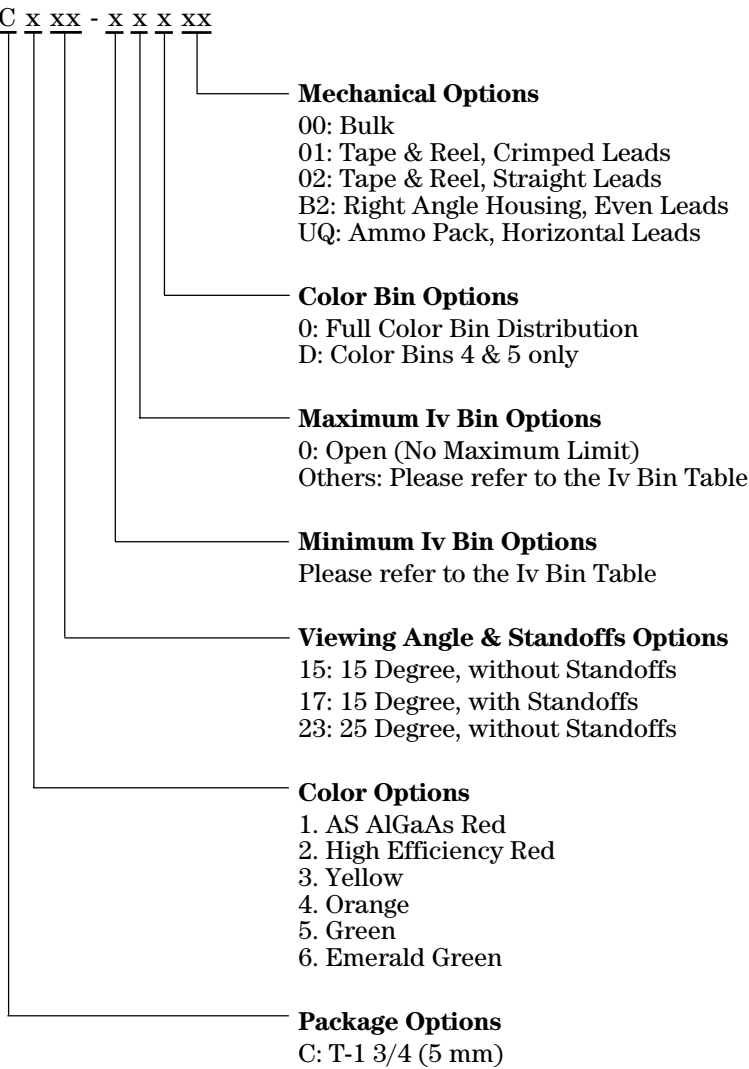 C x xx - x x x xx
Mechanical Options
00: Bulk
01: Tape & Reel, Crimped Leads
02: Tape & Reel, Straight Leads
B2: Right Angle Housing, Even Leads
UQ: Ammo Pack, Horizontal Leads
Color Bin Options
0: Full Color Bin Distribution
D: Color Bins 4 & 5 only
Maximum Iv Bin Options
0: Open (No Maximum Limit)
Others: Please refer to the Iv Bin Table
Minimum Iv Bin Options
Please refer to the Iv Bin Table
Viewing Angle & Standoffs Options
15: 15 Degree, without Standoffs
17: 15 Degree, with Standoffs
23: 25 Degree, without Standoffs
Color Options
1. AS AlGaAs Red
2. High Efficiency Red
3. Yellow
4. Orange
5. Green
6. Emerald Green
Package Options
C: T-1 3/4 (5 mm)